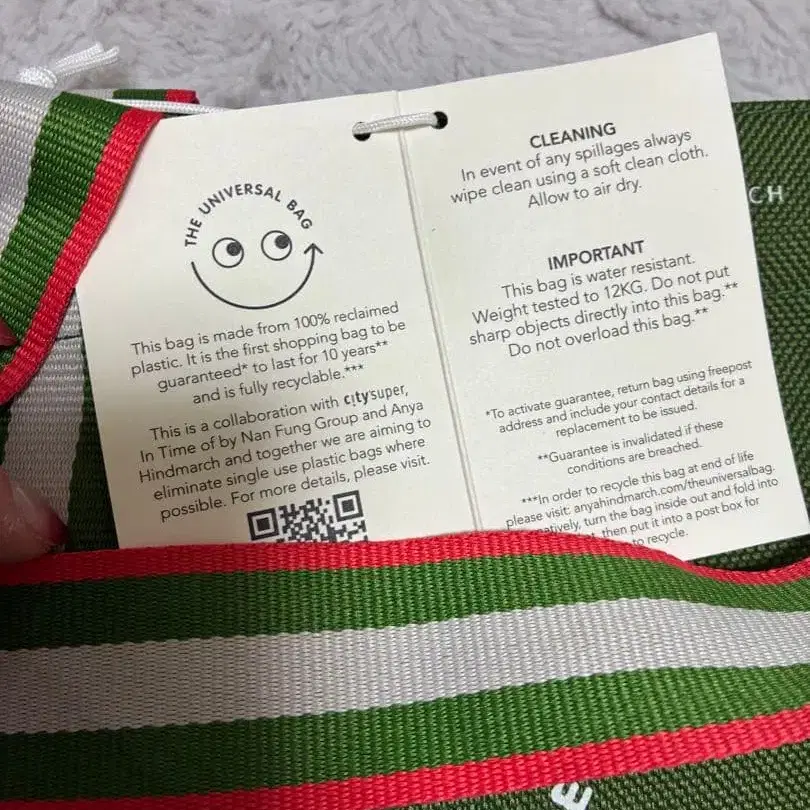 THE UNIVERSAL BAG
This bag is made from 100% reclaimed
plastic. It is the first shopping bag to be
guaranteed* to last for 10 years**
and is fully recyclable.***
This is a collaboration with city'super,
In Time of by Nan Fung Group and Anya
Hindmarch and together we are aiming to
eliminate single use plastic bags where
possible. For more details, please visit.
CLEANING
In event of any spillages always
wipe clean using a soft clean cloth.
Allow to air dry.
IMPORTANT
This bag is water resistant.
Weight tested to 12KG. Do not put
sharp objects directly into this bag.**
Do not overload this bag.**
*To activate guarantee, return bag using freepost
address and include your contact details for a
replacement to be issued.
**Guarantee is invalidated if these
conditions are breached.
***In order to recycle this bag at end of life
please visit: anyahindmarch.com/theuniversalbag.
turn the bag inside out and fold into
then put it into a post box for
to recycle.
CH
E